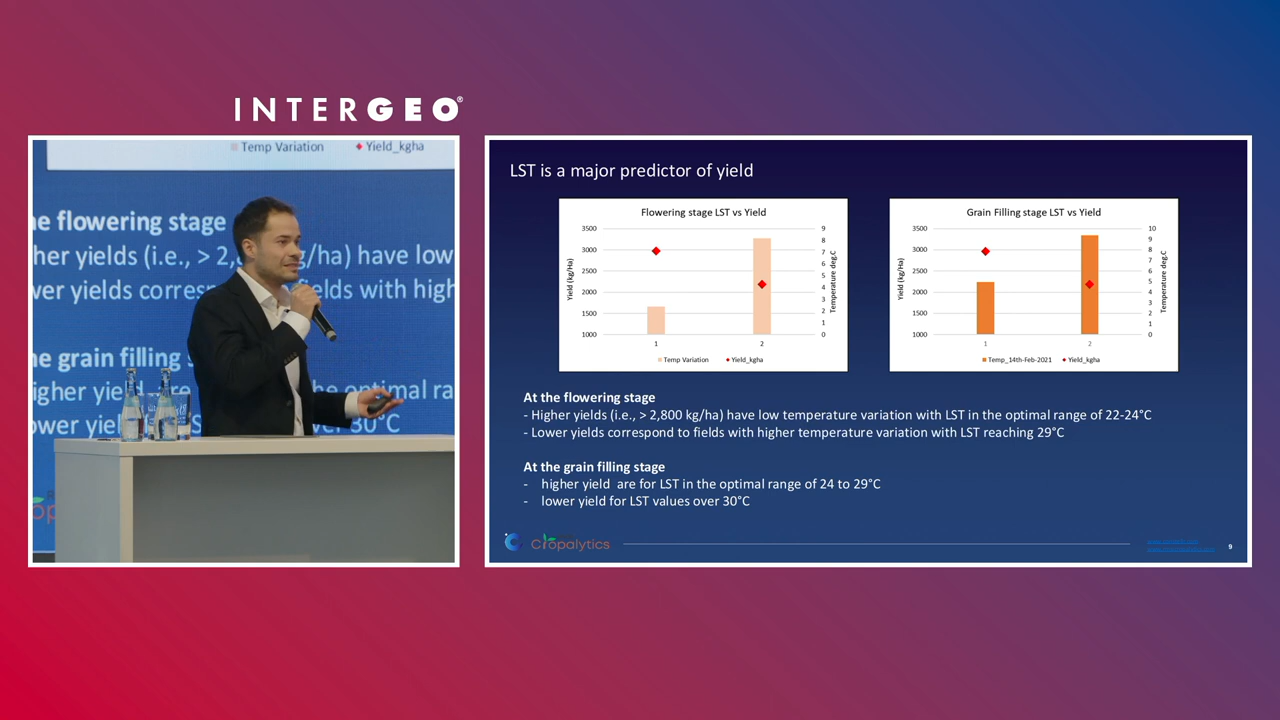 INTERGEO®
Temp Variation Yield_kgha
he flowering stage
her yields (i.e., > 2, g/ha) have low
wer yields corresp fields with high
he grain filling s
igher yiel are he optimal ra
ower yie S ver 30°C
op
LST is a major predictor of yield
Flowering stage LST vs Yield
3500
3000
2500
2000
1500
1000
Yield (kg/Ha)
9
8
7
6
5
4
3
2
1
0
Temperature deg.C
1 2
Temp Variation Yield_kgha
Grain Filling stage LST vs Yield
3500
3000
2500
2000
1500
1000
Yield (kg/Ha)
10
9
8
7
6
5
4
3
2
1
0
Temperature deg.C
1 2
Temp_14th-Feb-2021 Yield_kgha
At the flowering stage
- Higher yields (i.e., > 2,800 kg/ha) have low temperature variation with LST in the optimal range of 22-24°C
- Lower yields correspond to fields with higher temperature variation with LST reaching 29°C
At the grain filling stage
- higher yield are for LST in the optimal range of 24 to 29°C
- lower yield for LST values over 30°C
Cropalytics
9